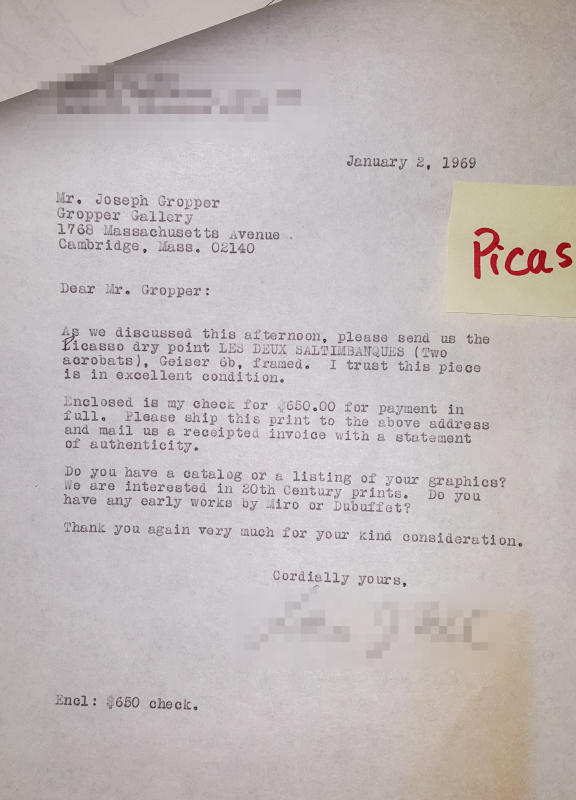 January 2, 1969
Mr. Joseph Gropper
Gropper Gallery
1768 Massachusetts Avenue
Cambridge, Mass. 02140
Picas
Dear Mr. Gropper:
As we discussed this afternoon, please send us the
Picasso dry point LES DEUX SALTIMBANQUES (Two
acrobats), Geiser 6b, framed. I trust this piece
is in excellent condition.
Enclosed is my check for $650.00 for payment in
full. Please ship this print to the above address
and mail us a receipted invoice with a statement
of authenticity.
Do you have a catalog or a listing of your graphics?
We are interested in 20th Century prints. Do you
have any early works by Miro or Dubuffet?
Thank you again very much for your kind consideration.
Cordially yours,
Encl: $650 check.